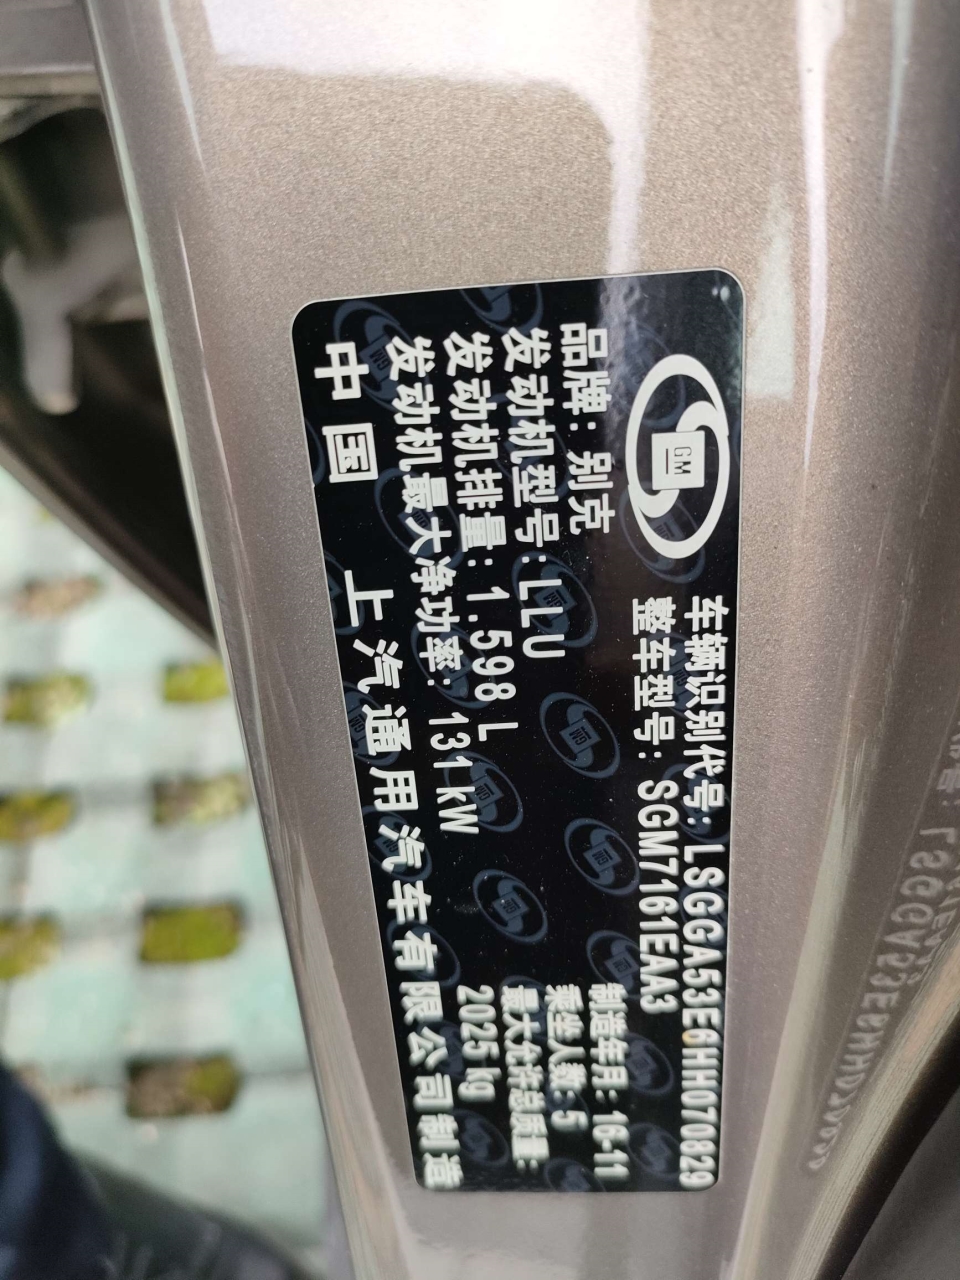 GM
车辆识别代号: LSGGA53E6HH070829
整车型号: SGM7161EAA3
品牌: 别克
制造年月: 16-11
发动机型号: LLU
乘坐人数: 5
发动机排量: 1.598 L
最大允许总质量:
2025 kg
发动机最大净功率: 131kW
中国 上汽通用汽车有限公司制造